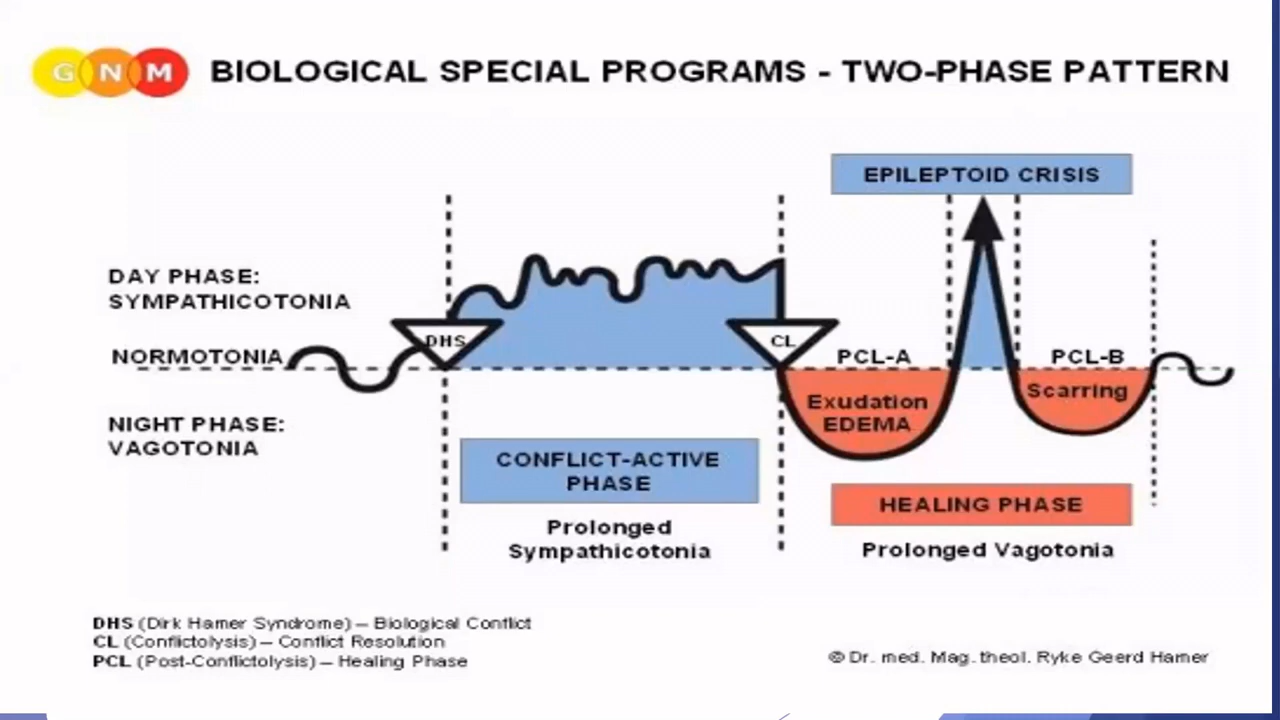 GNM BIOLOGICAL SPECIAL PROGRAMS - TWO-PHASE PATTERN
EPILEPTOID CRISIS
DAY PHASE:
SYMPATHICOTONIA
DHS
CL
NORMOTONIA
PCL-A
PCL-B
Exudation
EDEMA
Scarring
NIGHT PHASE:
VAGOTONIA
CONFLICT-ACTIVE
PHASE
HEALING PHASE
Prolonged
Sympathicotonia
Prolonged Vagotonia
DHS (Dirk Hamer Syndrome) – Biological Conflict
CL (Conflictolysis) – Conflict Resolution
PCL (Post-Conflictolysis) – Healing Phase
© Dr. med. Mag. theol. Ryke Geerd Hamer